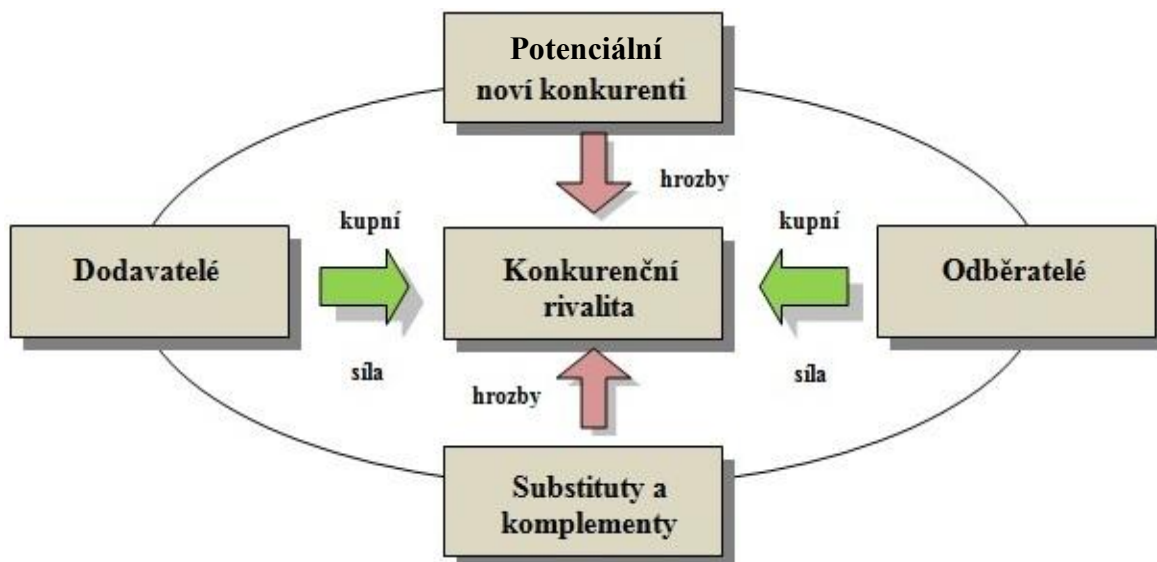 Potenciální
noví konkurenti
hrozby
kupní
kupní
Dodavatelé
Konkurenční
rivalita
Odběratelé
síla
hrozby
síla
Substituty a
komplementy